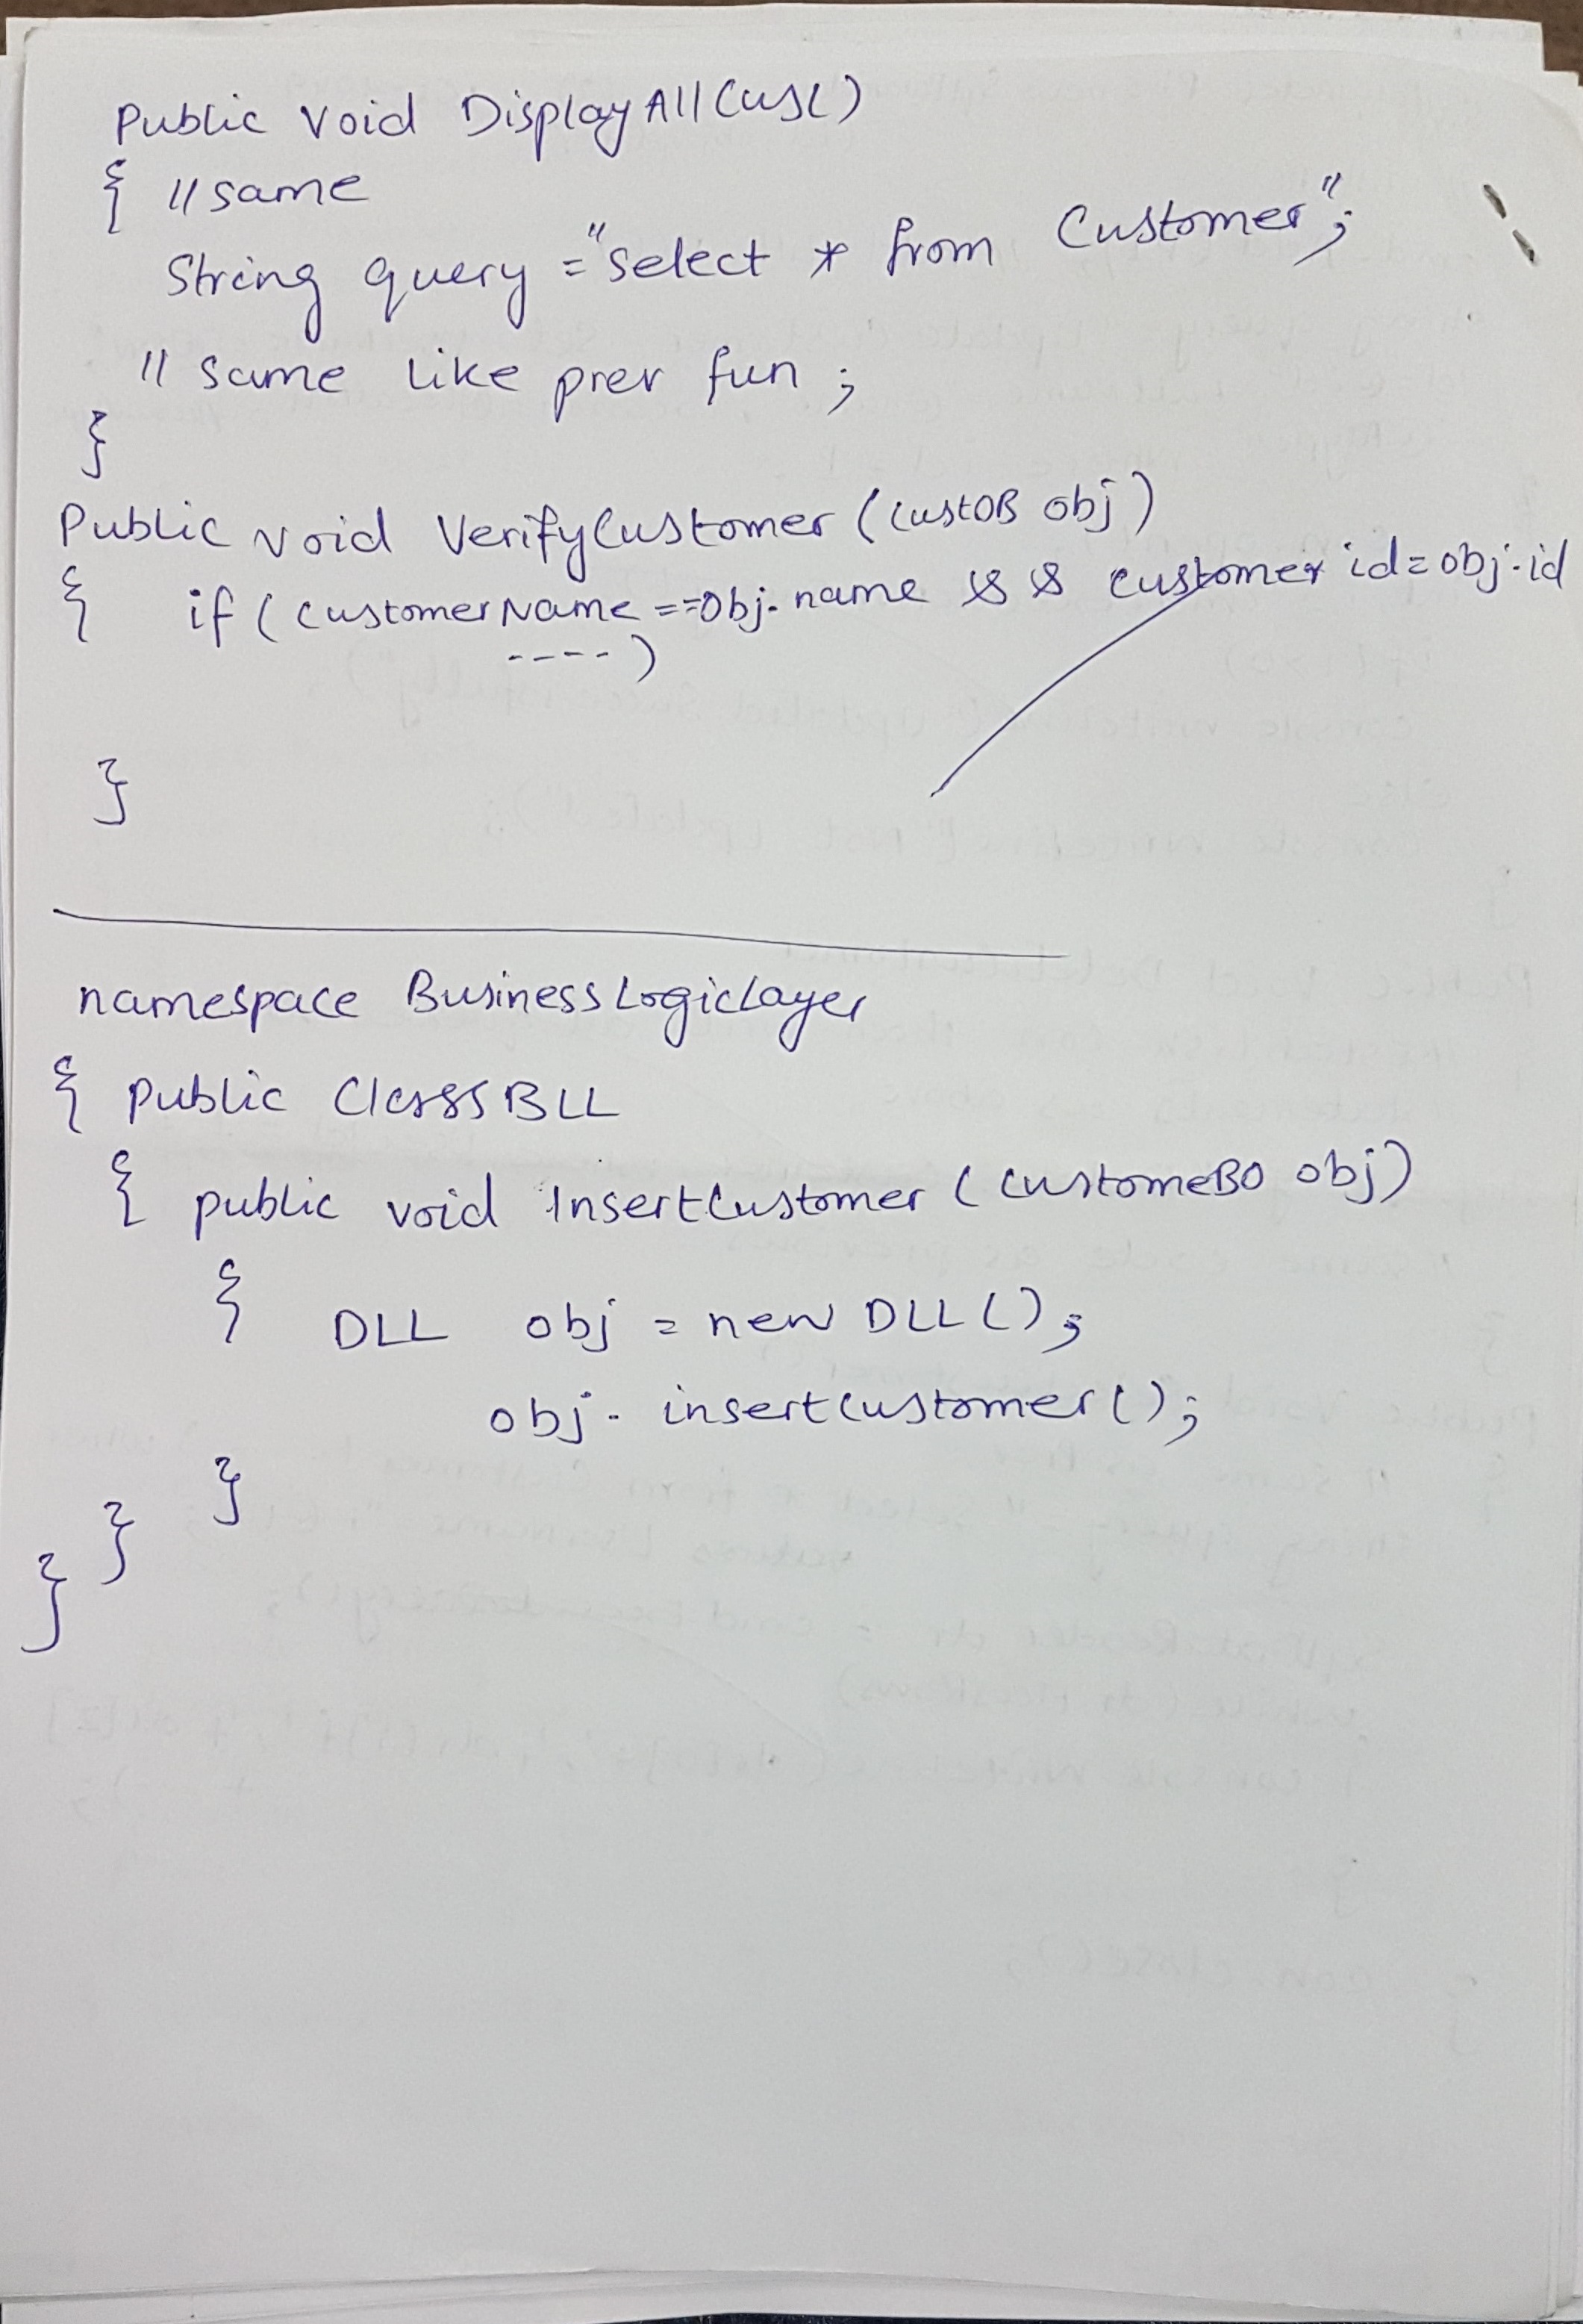 Public void DisplayAllCust()
{ // same
String query = "select * from Customer";
// same like prev fun ;
}
Public void VerifyCustomer (CustOB obj)
{ if ( CustomerName ==Obj. name && customer id=obj.id
---- )
}
namespace BusinessLogicLayer
{ Public Class BLL
{ public void InsertCustomer ( CustomeBO obj)
{ DLL obj = new DLL();
obj. insertCustomer();
}
}
}